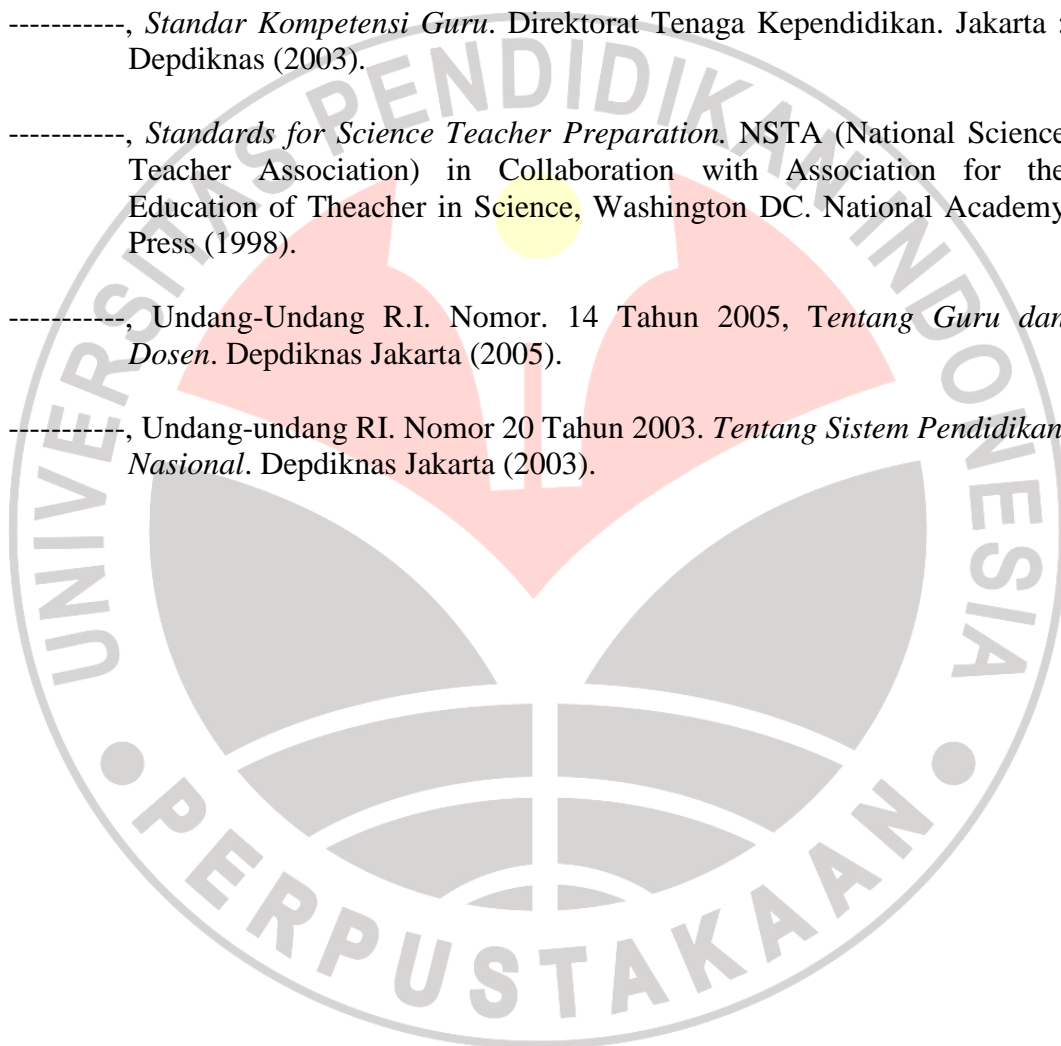 -----------, Standar Kompetensi Guru. Direktorat Tenaga Kependidikan. Jakarta :
Depdiknas (2003).
-----------, Standards for Science Teacher Preparation. NSTA (National Science
Teacher Association) in Collaboration with Association for the
Education of Theacher in Science, Washington DC. National Academy
Press (1998).
-----------, Undang-Undang R.I. Nomor. 14 Tahun 2005, Tentang Guru dan
Dosen. Depdiknas Jakarta (2005).
-----------, Undang-undang RI. Nomor 20 Tahun 2003. Tentang Sistem Pendidikan
Nasional. Depdiknas Jakarta (2003).
UNIVERSITAS PENDIDIKAN INDONESIA
PERPUSTAKAAN